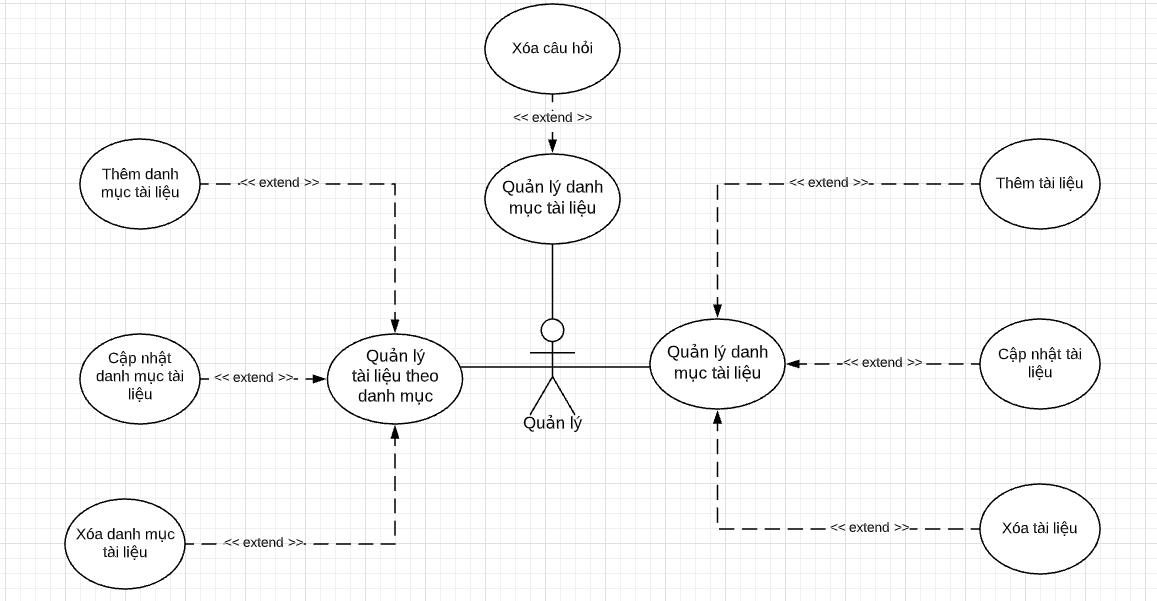 Xóa câu hỏi
<< extend >>
Thêm danh
mục tài liệu
<< extend >>
Quản lý danh
mục tài liệu
<< extend >>
Thêm tài liệu
Cập nhật
danh mục tài
liệu
<< extend >>
Quản lý
tài liệu theo
danh mục
Quản lý
Quản lý danh
mục tài liệu
<< extend >>
Cập nhật tài
liệu
Xóa danh mục
tài liệu
<< extend >>
<< extend >>
Xóa tài liệu